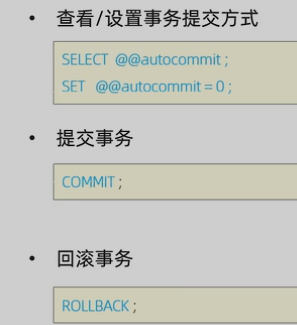 • 查看/设置事务提交方式
SELECT @@autocommit ;
SET @@autocommit = 0 ;
• 提交事务
COMMIT ;
• 回滚事务
ROLLBACK ;